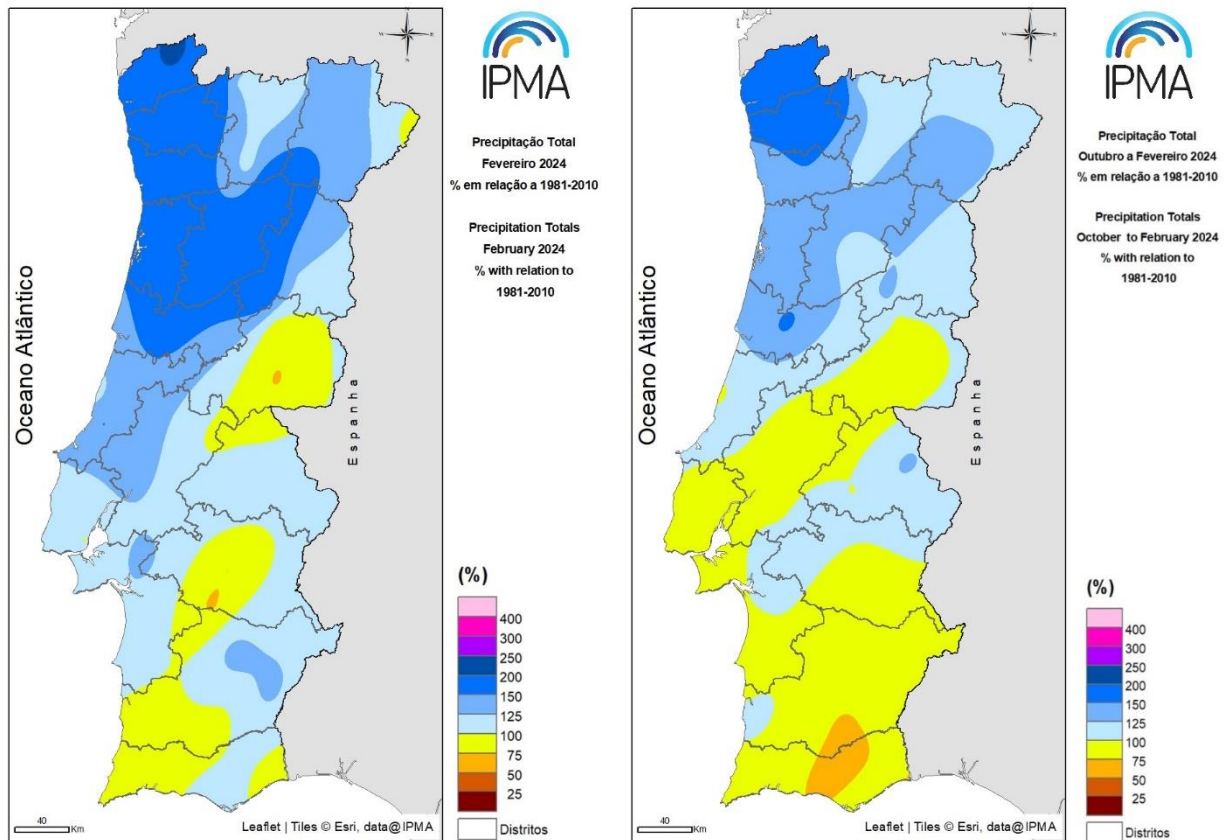 IPMA
Precipitação Total
Fevereiro 2024
% em relação a 1981-2010
Precipitation Totals
February 2024
% with relation to
1981-2010
Oceano Atlântico
Espanha
(%)
400
300
250
200
150
125
100
75
50
25
Distritos
40
Km
Leaflet | Tiles © Esri, data@IPMA
IPMA
Precipitação Total
Outubro a Fevereiro 2024
% em relação a 1981-2010
Precipitation Totals
October to February 2024
% with relation to
1981-2010
Oceano Atlântico
Espanha
(%)
400
300
250
200
150
125
100
75
50
25
Distritos
40
Km
Leaflet | Tiles © Esri, data@IPMA